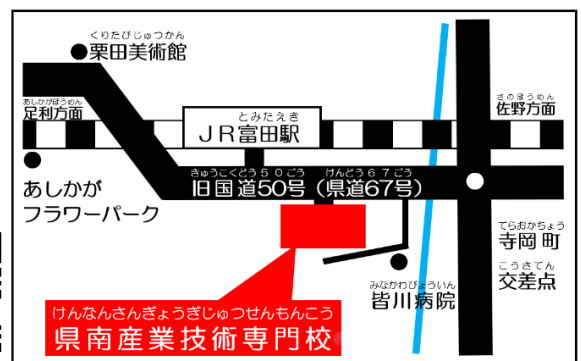 くりたびじゅつかん
栗田美術館
あしかがほうめん
足利方面
とみたえき
JR富田駅
さのほうめん
佐野方面
あしかが
フラワーパーク
きゅうこくどう50ごう けんどう67ごう
旧国道50号(県道67号)
てらおかちょう
寺岡町
こうさてん
交差点
みなかわびょういん
皆川病院
けんなんさんぎょうぎじゅつせんもんこう
県南産業技術専門校